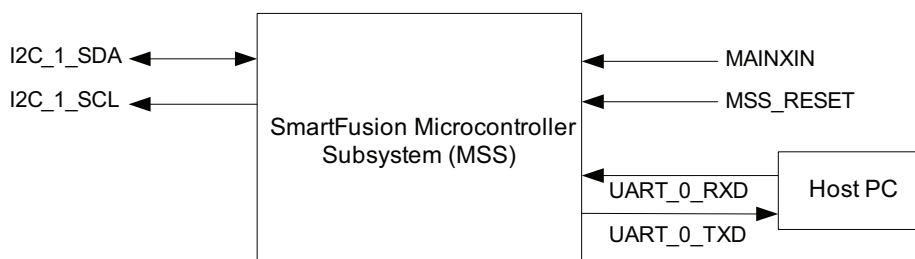 I2C_1_SDA
I2C_1_SCL
SmartFusion Microcontroller
Subsystem (MSS)
MAINXIN
MSS_RESET
UART_0_RXD
UART_0_TXD
Host PC